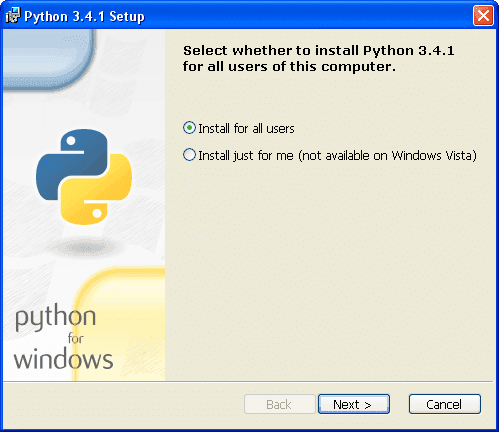 Python 3.4.1 Setup
Select whether to install Python 3.4.1
for all users of this computer.
Install for all users
Install just for me (not available on Windows Vista)
python
for
windows
Back
Next >
Cancel